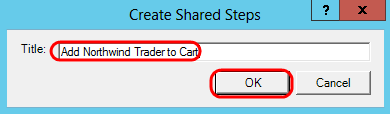 Create Shared Steps
?
Title: Add Northwind Trader to Cart
OK Cancel